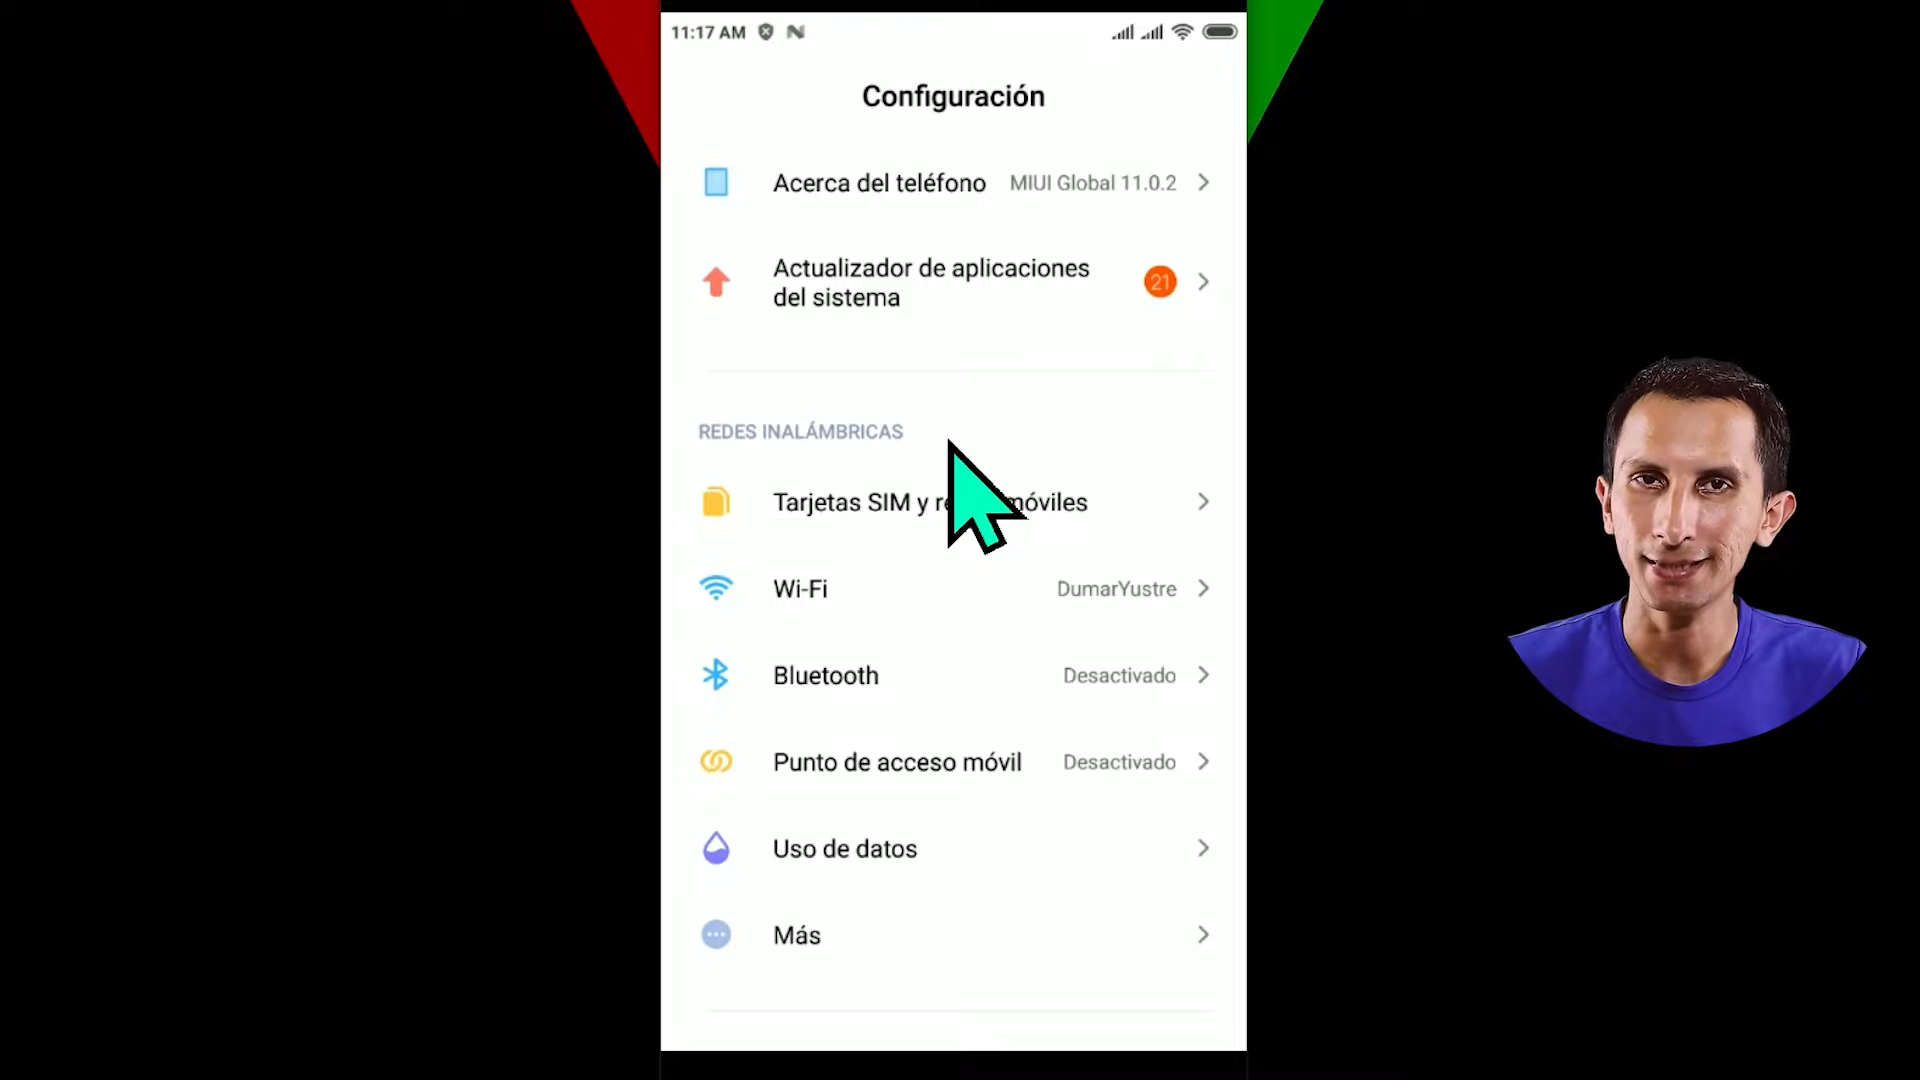 11:17 AM
Configuración
Acerca del teléfono MIUI Global 11.0.2
Actualizador de aplicaciones
del sistema
21
REDES INALÁMBRICAS
Tarjetas SIM y móviles
Wi-Fi DumarYustre
Bluetooth Desactivado
Punto de acceso móvil Desactivado
Uso de datos
Más